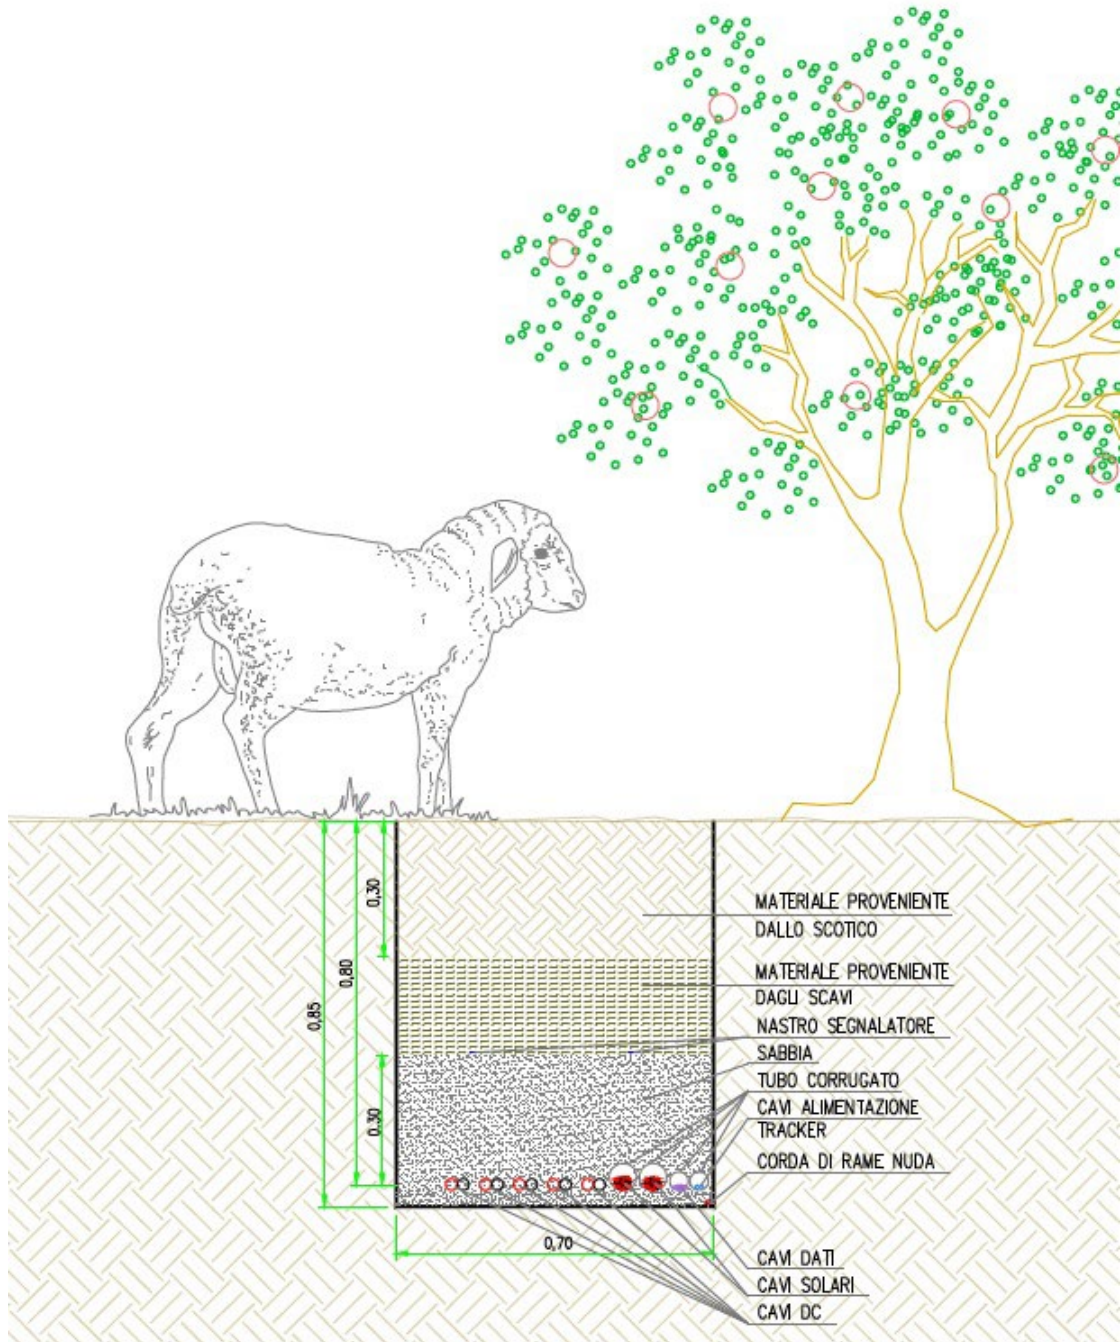 0,30
0,80
0,85
0.30
0,70
MATERIALE PROVENIENTE
DALLO SCOTICO
MATERIALE PROVENIENTE
DAGLI SCAVI
NASTRO SEGNALATORE
SABBIA
TUBO CORRUGATO
CAVI ALIMENTAZIONE
TRACKER
CORDA DI RAME NUDA
CAVI DATI
CAVI SOLARI
CAVI DC